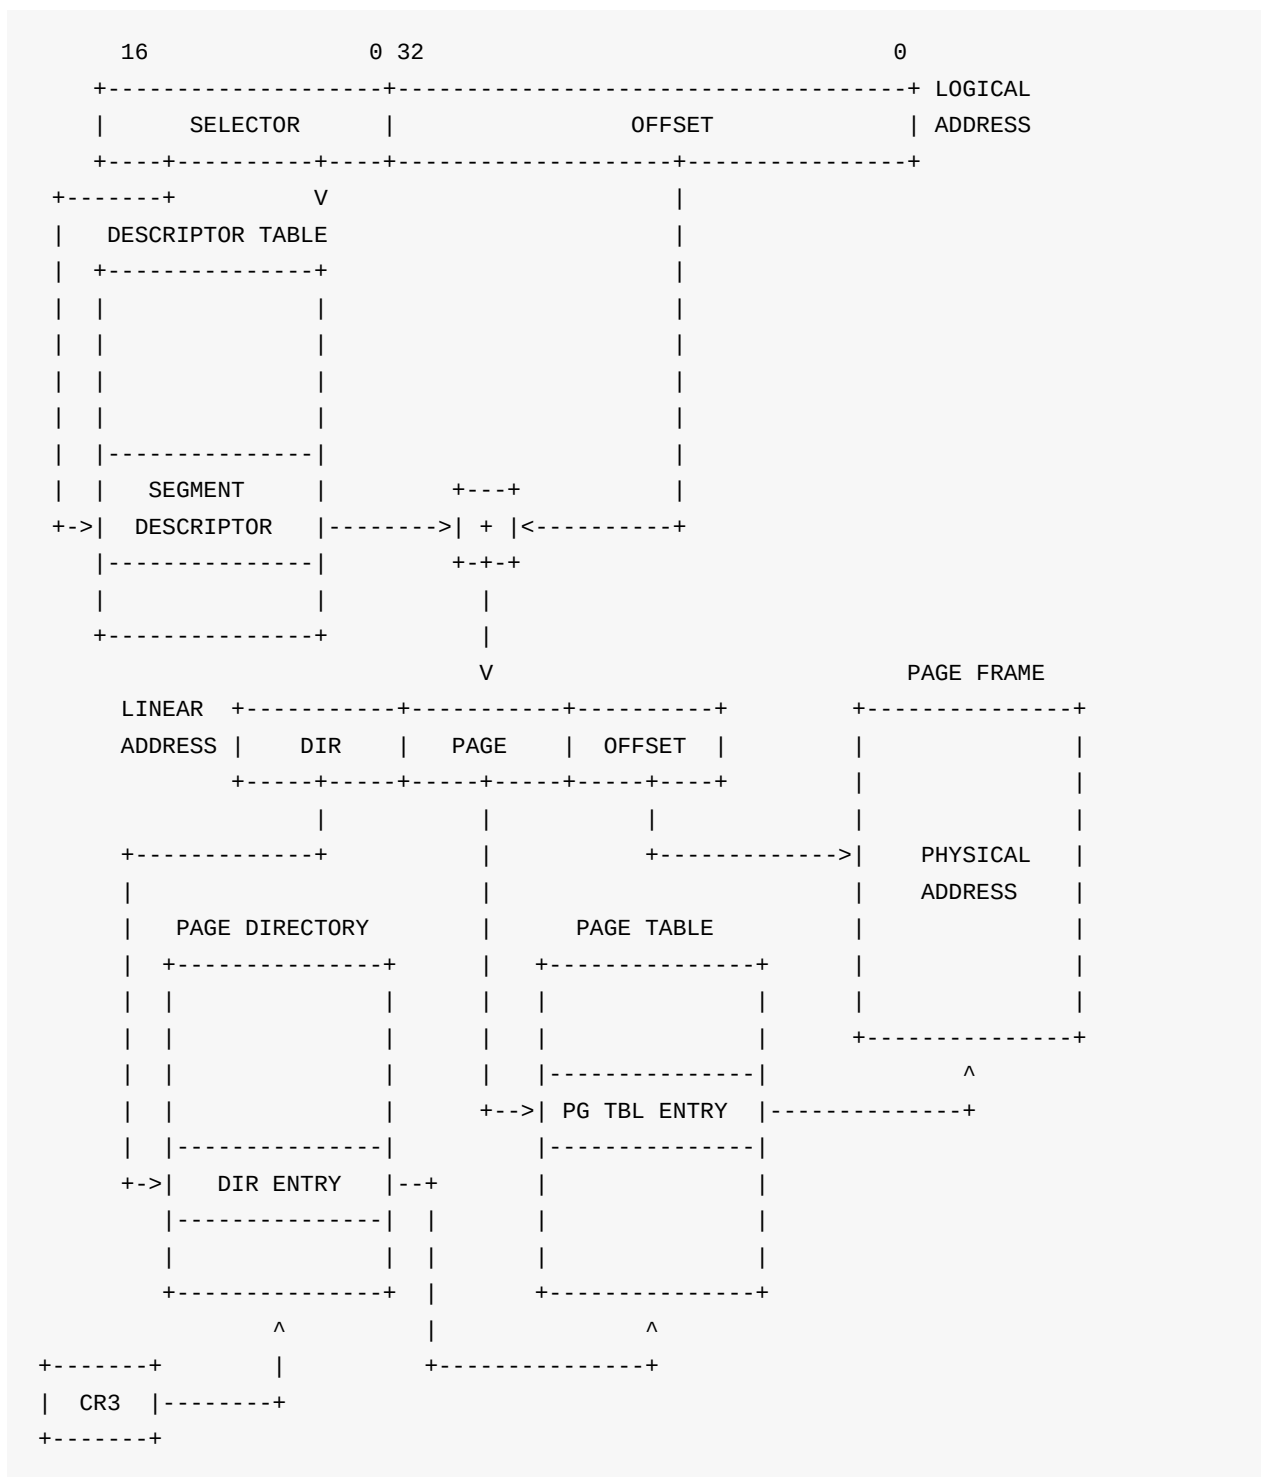 16                 0 32                                  0
+--------------------+-------------------------------------+ LOGICAL
|      SELECTOR      |                 OFFSET              | ADDRESS
+----+----------+----+--------------------+----------------+
+-------+          V                         |
|   DESCRIPTOR TABLE                         |
|  +---------------+                         |
|  |               |                         |
|  |               |                         |
|  |               |                         |
|  |               |                         |
|  |---------------|                         |
|  |   SEGMENT     |         +---+           |
+->|  DESCRIPTOR   |-------->| + |<----------+
|---------------|         +-+-+
|               |           |
+---------------+           |
V                              PAGE FRAME
LINEAR  +-----------+-----------+----------+         +---------------+
ADDRESS |    DIR    |   PAGE    |  OFFSET  |         |               |
+-----+-----+-----+-----+-----+----+         |               |
|           |           |              |               |
+-------------+           |           +------------->|    PHYSICAL   |
|                         |                          |    ADDRESS    |
|   PAGE DIRECTORY        |      PAGE TABLE          |               |
|  +---------------+      |   +---------------+      |               |
|  |               |      |   |               |      |               |
|  |               |      |   |               |      +---------------+
|  |               |      |   |---------------|              ^
|  |               |      +-->| PG TBL ENTRY  |--------------+
|  |---------------|          |---------------|
+->|   DIR ENTRY   |--+       |               |
|---------------|  |       |               |
|               |  |       |               |
+---------------+  |       +---------------+
^          |               ^
+-------+        |          +---------------+
|  CR3  |--------+
+-------+